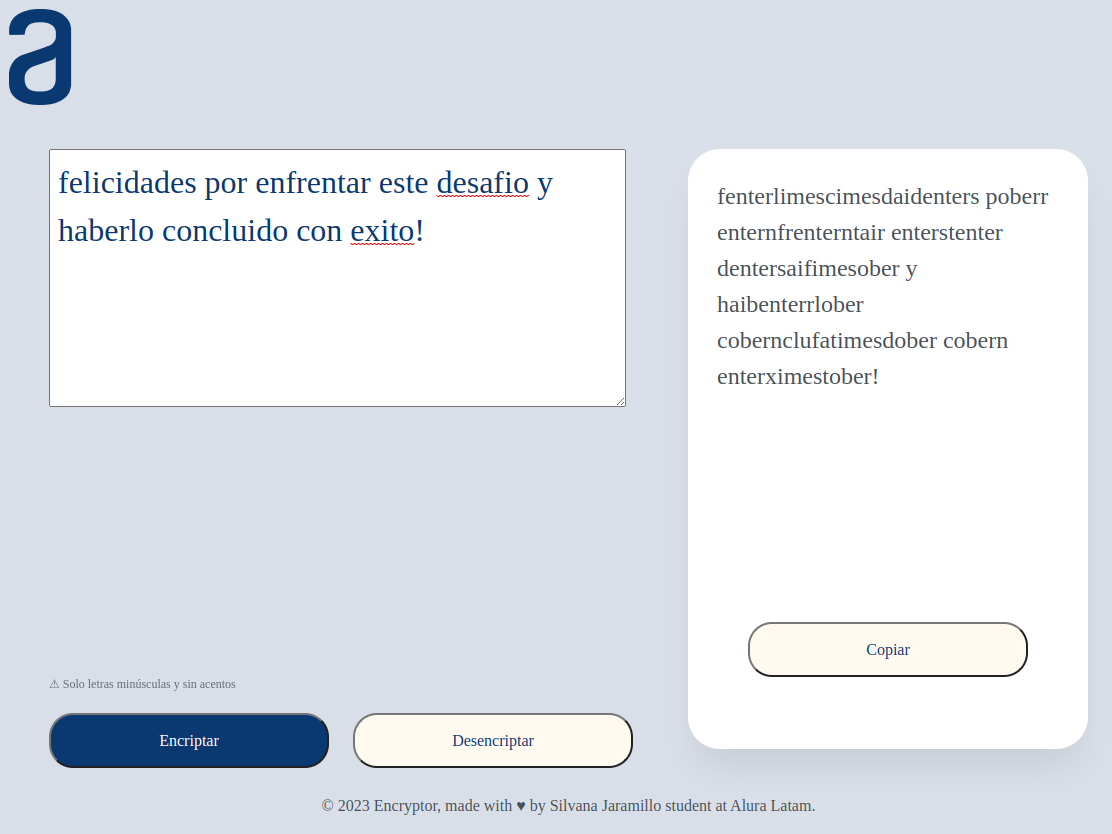 a
felicidades por enfrentar este desafio y
haberlo concluido con exito!
fenterlimescimesdaidenters poberr
enternfrenterntair enterstenter
dentersaifimesober y
haibenterrlober
cobernclufatimesdober cobern
enterximestober!
Copiar
⚠ Solo letras minúsculas y sin acentos
Encriptar
Desencriptar
© 2023 Encryptor, made with ♥ by Silvana Jaramillo student at Alura Latam.